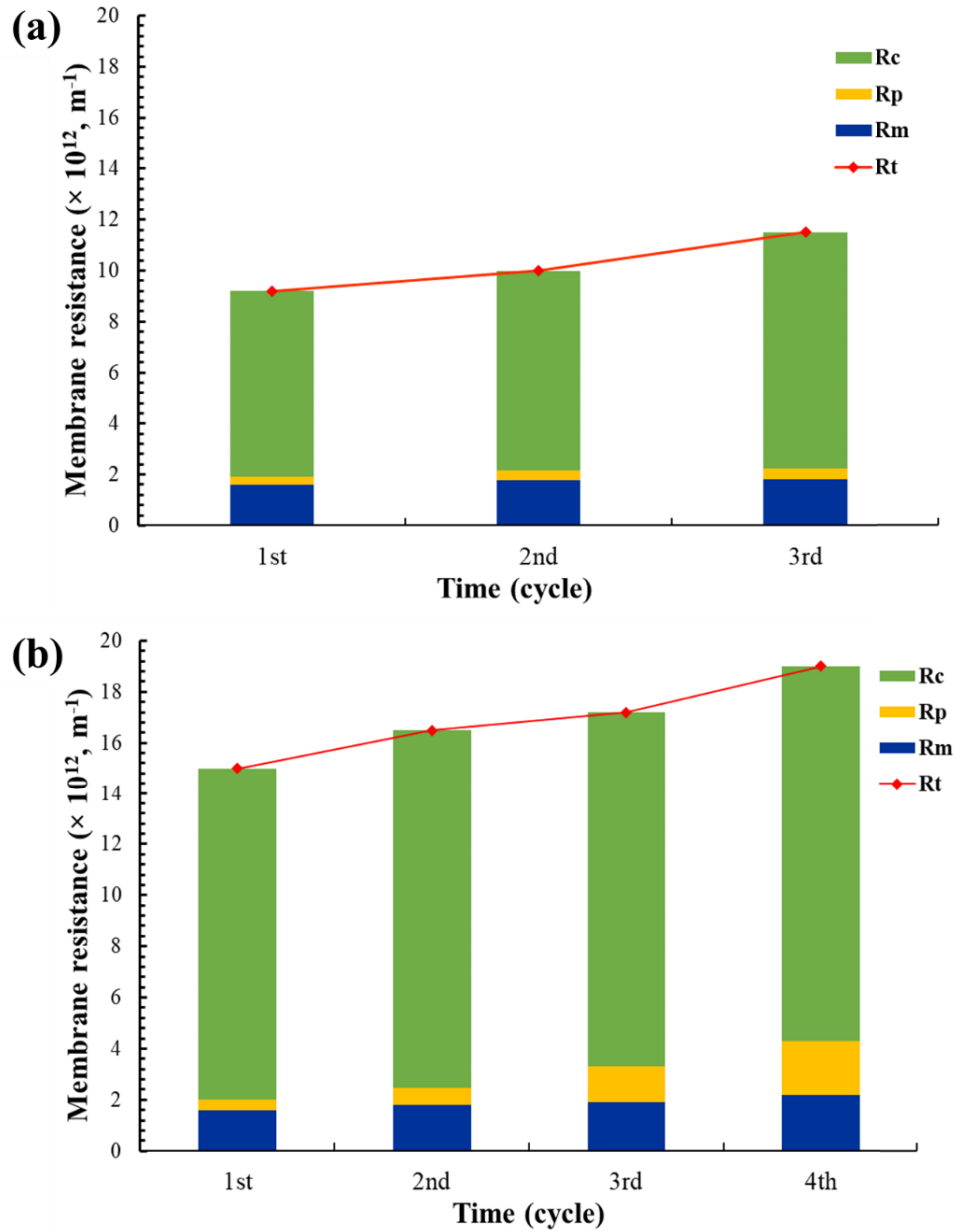 (a)
Membrane resistance (× 10¹², m⁻¹)
20
18
16
14
12
10
8
6
4
2
0
Rc
Rp
Rm
Rt
1st 2nd 3rd
Time (cycle)
(b)
Membrane resistance (× 10¹², m⁻¹)
20
18
16
14
12
10
8
6
4
2
0
Rc
Rp
Rm
Rt
1st 2nd 3rd 4th
Time (cycle)